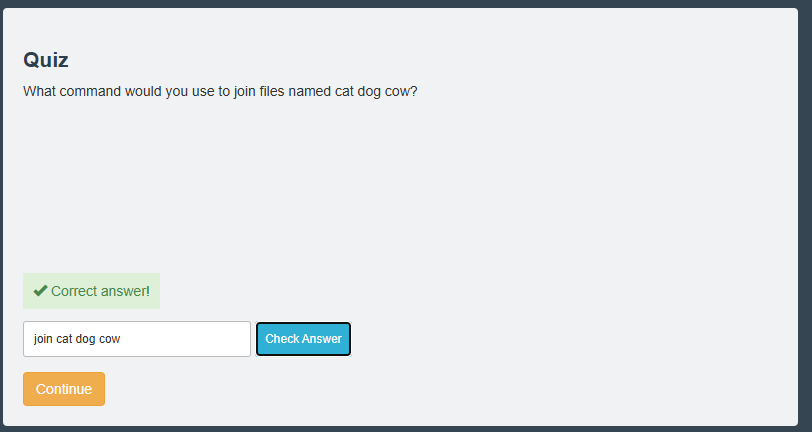 Quiz
What command would you use to join files named cat dog cow?
Correct answer!
join cat dog cow
Check Answer
Continue